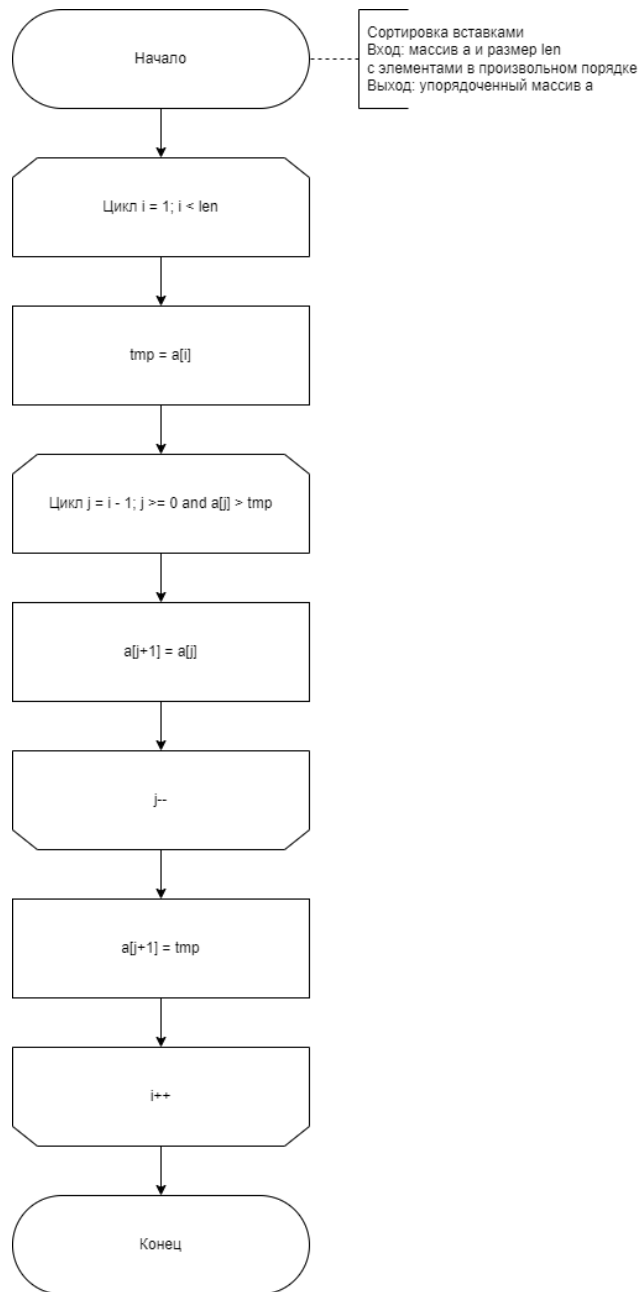 Начало
Сортировка вставками
Вход: массив a и размер len
с элементами в произвольном порядке
Выход: упорядоченный массив a
Цикл i = 1; i < len
tmp = a[i]
Цикл j = i - 1; j >= 0 and a[j] > tmp
a[j+1] = a[j]
j--
a[j+1] = tmp
i++
Конец